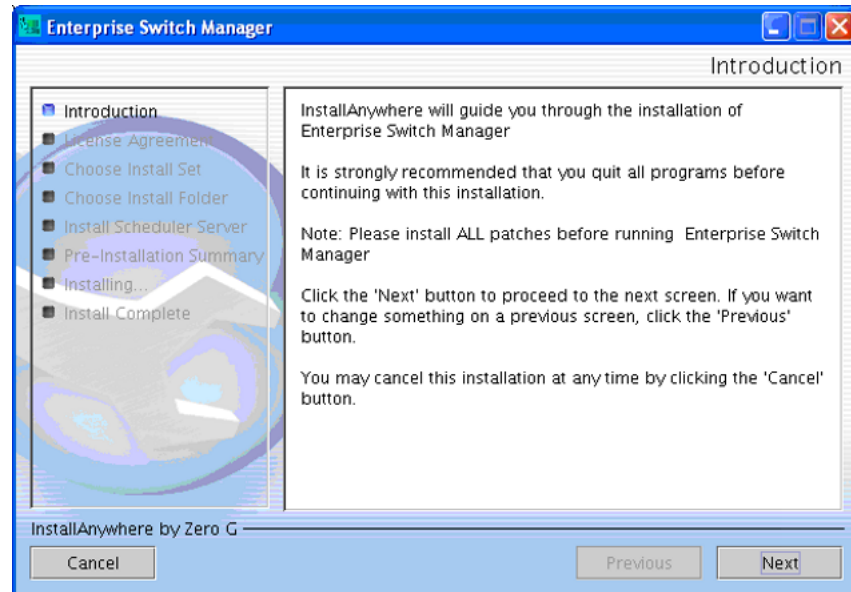 Enterprise Switch Manager
Introduction
Introduction
License Agreement
Choose Install Set
Choose Install Folder
Install Scheduler Server
Pre-Installation Summary
Installing...
Install Complete
InstallAnywhere will guide you through the installation of
Enterprise Switch Manager
It is strongly recommended that you quit all programs before
continuing with this installation.
Note: Please install ALL patches before running  Enterprise Switch
Manager
Click the 'Next' button to proceed to the next screen. If you want
to change something on a previous screen, click the 'Previous'
button.
You may cancel this installation at any time by clicking the 'Cancel'
button.
InstallAnywhere by Zero G
Cancel
Previous
Next